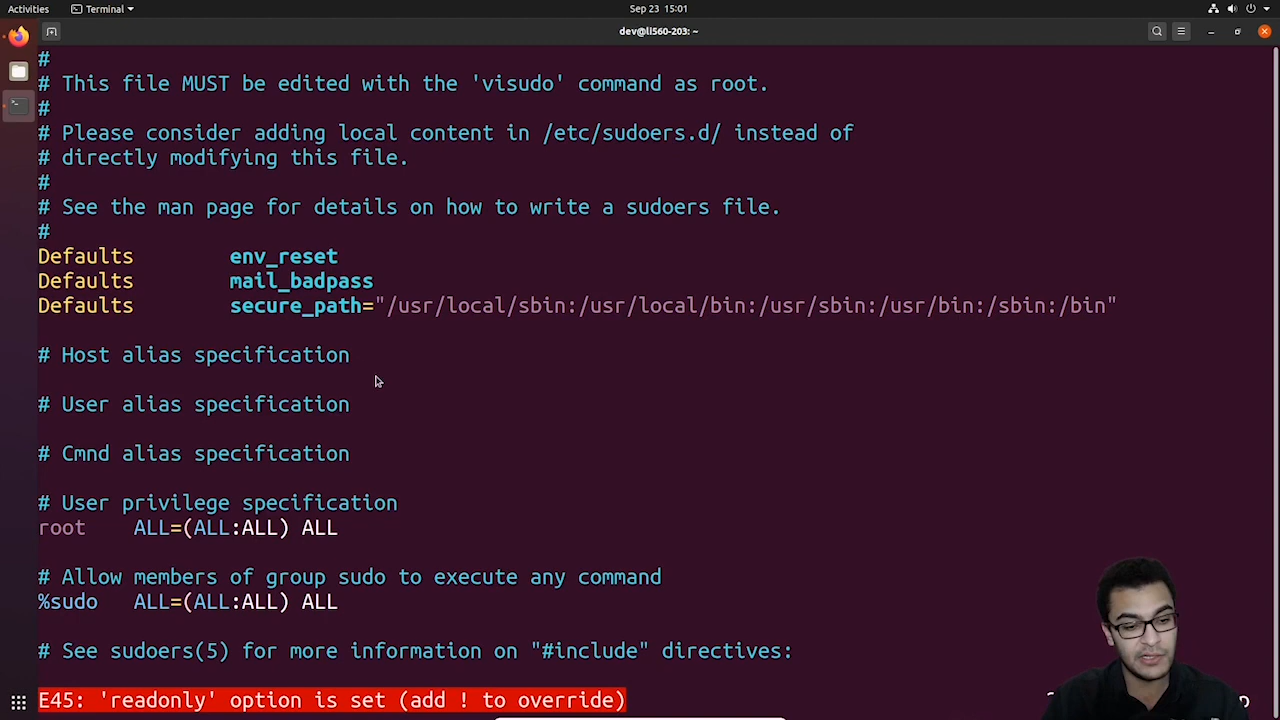 Activities
Terminal
Sep 23 15:01
dev@li560-203: ~
#
# This file MUST be edited with the 'visudo' command as root.
#
# Please consider adding local content in /etc/sudoers.d/ instead of
# directly modifying this file.
#
# See the man page for details on how to write a sudoers file.
#
Defaults env_reset
Defaults mail_badpass
Defaults secure_path="/usr/local/sbin:/usr/local/bin:/usr/sbin:/usr/bin:/sbin:/bin"
# Host alias specification
# User alias specification
# Cmnd alias specification
# User privilege specification
root ALL=(ALL:ALL) ALL
# Allow members of group sudo to execute any command
%sudo ALL=(ALL:ALL) ALL
# See sudoers(5) for more information on "#include" directives:
E45: 'readonly' option is set (add ! to override)